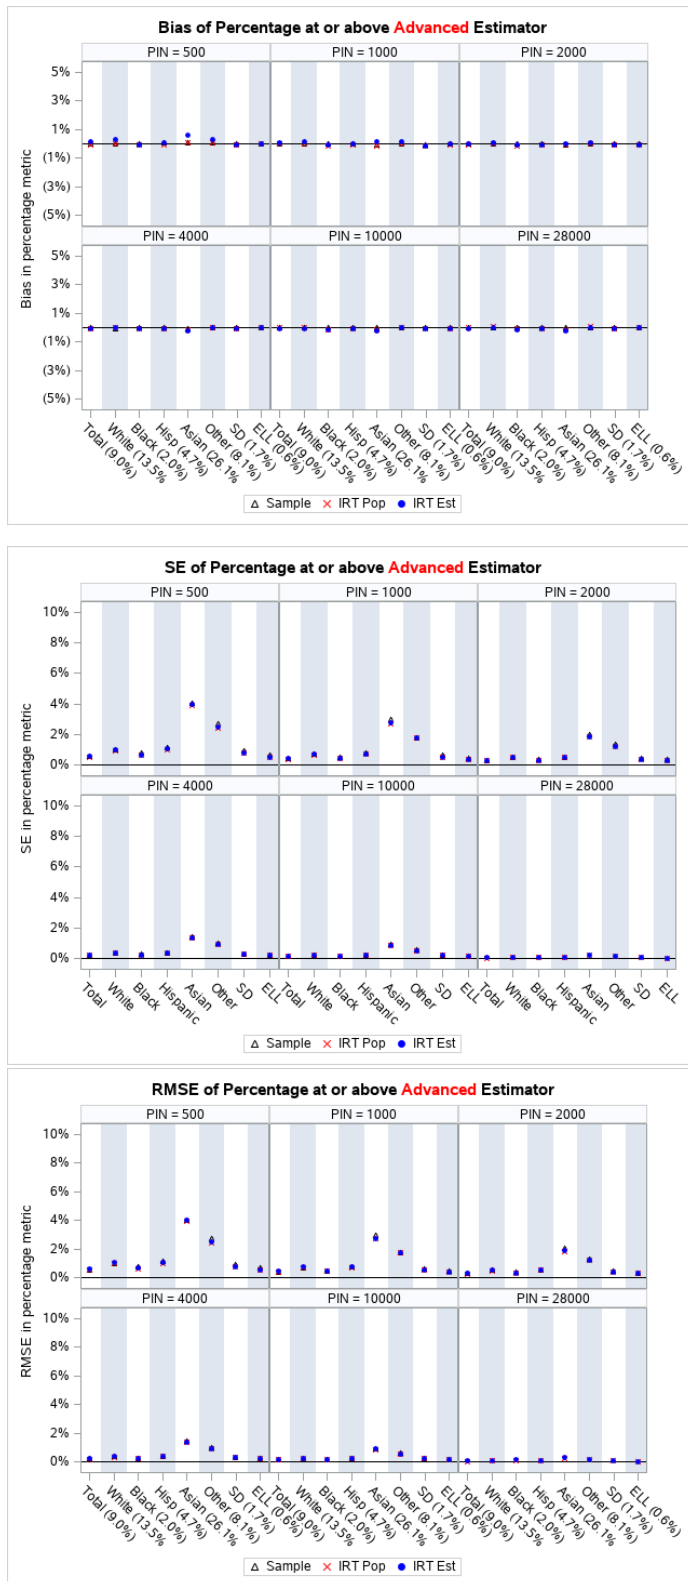 Bias of Percentage at or above Advanced Estimator
PIN = 500 PIN = 1000 PIN = 2000
5%
3%
1%
(1%)
(3%)
(5%)
Bias in percentage metric
PIN = 4000 PIN = 10000 PIN = 28000
5%
3%
1%
(1%)
(3%)
(5%)
Total (9.0%) White (13.5% Black (2.0%) Hisp (4.7%) Asian (26.1% Other (8.1%) SD (1.7%) ELL (0.6%) Total (9.0%) White (13.5% Black (2.0%) Hisp (4.7%) Asian (26.1% Other (8.1%) SD (1.7%) ELL (0.6%) Total (9.0%) White (13.5% Black (2.0%) Hisp (4.7%) Asian (26.1% Other (8.1%) SD (1.7%) ELL (0.6%)
Sample IRT Pop IRT Est
SE of Percentage at or above Advanced Estimator
PIN = 500 PIN = 1000 PIN = 2000
10%
8%
6%
4%
2%
0%
SE in percentage metric
PIN = 4000 PIN = 10000 PIN = 28000
10%
8%
6%
4%
2%
0%
Total White Black Hispanic Asian Other SD ELL Total White Black Hispanic Asian Other SD ELL Total White Black Hispanic Asian Other SD ELL
Sample IRT Pop IRT Est
RMSE of Percentage at or above Advanced Estimator
PIN = 500 PIN = 1000 PIN = 2000
10%
8%
6%
4%
2%
0%
RMSE in percentage metric
PIN = 4000 PIN = 10000 PIN = 28000
10%
8%
6%
4%
2%
0%
Total (9.0%) White (13.5% Black (2.0%) Hisp (4.7%) Asian (26.1% Other (8.1%) SD (1.7%) ELL (0.6%) Total (9.0%) White (13.5% Black (2.0%) Hisp (4.7%) Asian (26.1% Other (8.1%) SD (1.7%) ELL (0.6%) Total (9.0%) White (13.5% Black (2.0%) Hisp (4.7%) Asian (26.1% Other (8.1%) SD (1.7%) ELL (0.6%)
Sample IRT Pop IRT Est